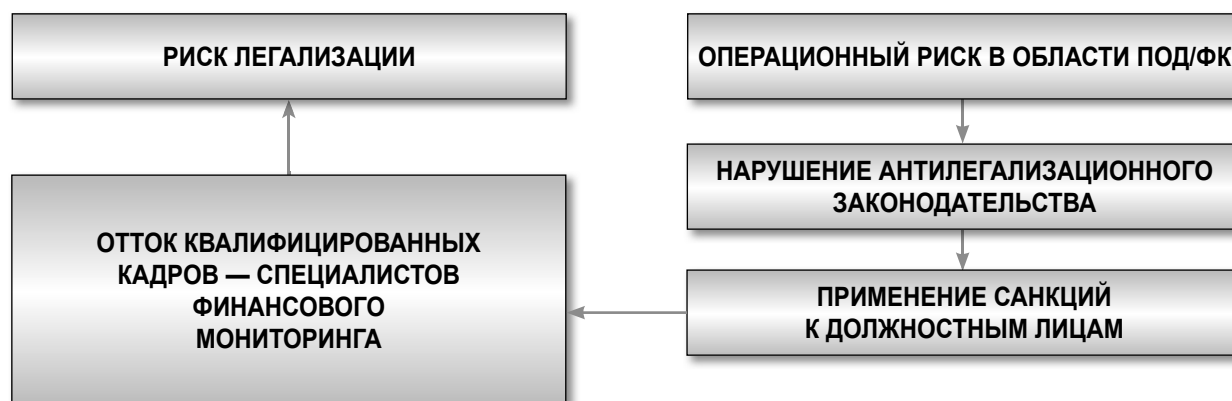 РИСК ЛЕГАЛИЗАЦИИ
ОПЕРАЦИОННЫЙ РИСК В ОБЛАСТИ ПОД/ФК
НАРУШЕНИЕ АНТИЛЕГАЛИЗАЦИОННОГО
ЗАКОНОДАТЕЛЬСТВА
ПРИМЕНЕНИЕ САНКЦИЙ
К ДОЛЖНОСТНЫМ ЛИЦАМ
ОТТОК КВАЛИФИЦИРОВАННЫХ
КАДРОВ — СПЕЦИАЛИСТОВ
ФИНАНСОВОГО
МОНИТОРИНГА